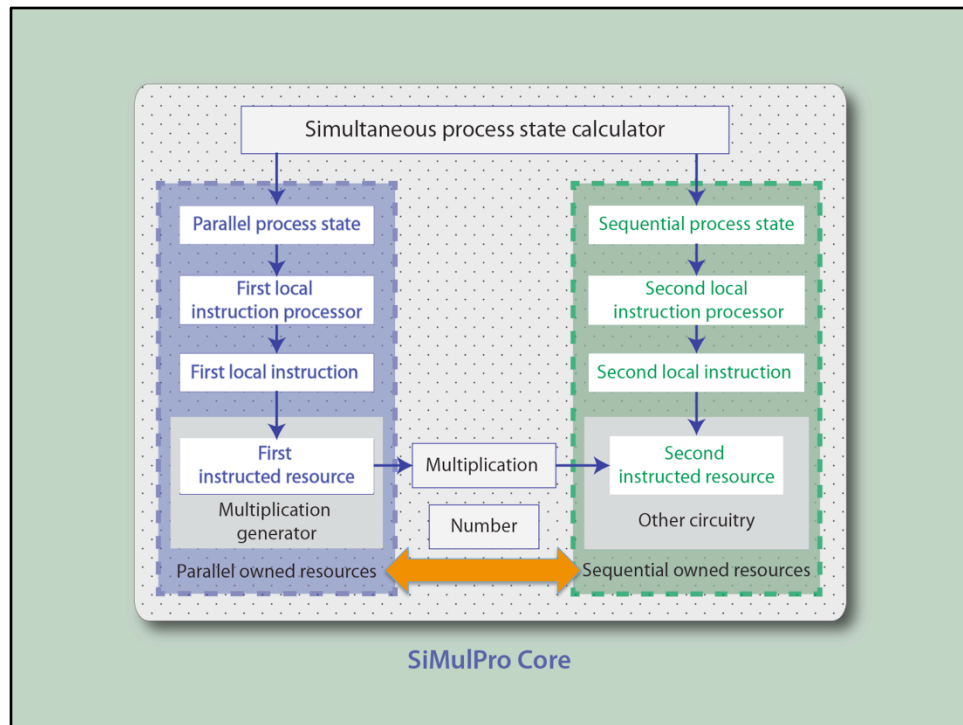 Simultaneous process state calculator
Parallel process state
First local
instruction processor
First local instruction
First
instructed resource
Multiplication
generator
Parallel owned resources
Multiplication
Number
Sequential process state
Second local
instruction processor
Second local instruction
Second
instructed resource
Other circuitry
Sequential owned resources
SiMulPro Core